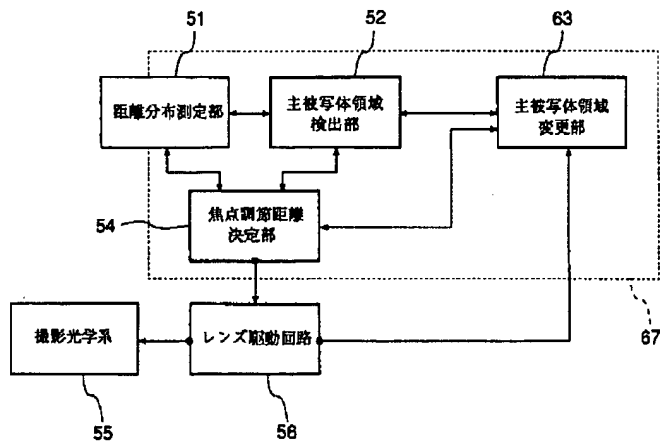 51
52
63
距離分布測定部
主被写体領域
検出部
主被写体領域
変更部
54
焦点調節距離
決定部
撮影光学系
レンズ駆動回路
67
55
56